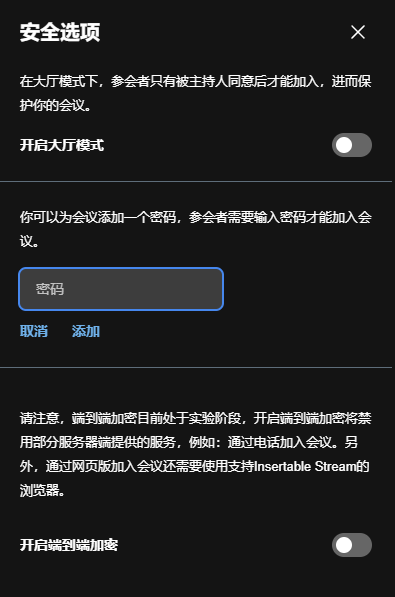 安全选项
在大厅模式下，参会者只有被主持人同意后才能加入，进而保
护你的会议。
开启大厅模式
你可以为会议添加一个密码，参会者需要输入密码才能加入会
议。
密码
取消 添加
请注意，端到端加密目前处于实验阶段，开启端到端加密将禁
用部分服务器端提供的服务，例如：通过电话加入会议。另
外，通过网页版加入会议还需要使用支持Insertable Stream的
浏览器。
开启端到端加密